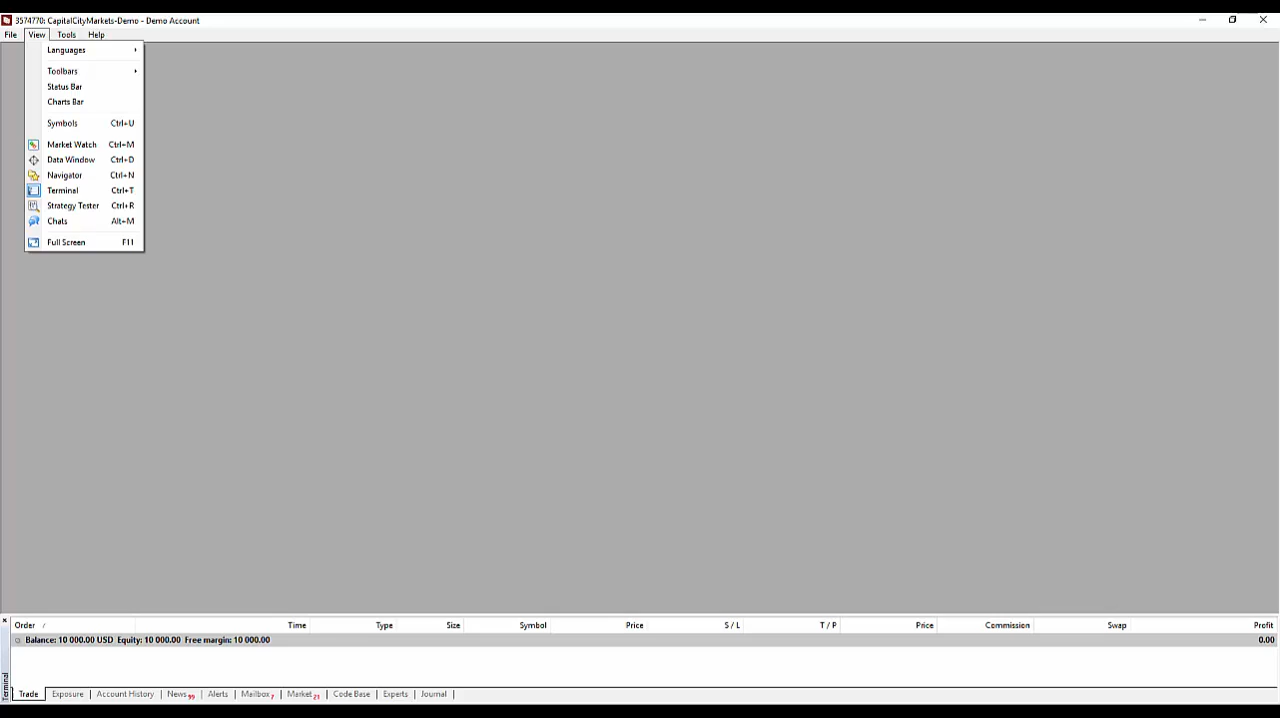 3574770: CapitalCityMarkets-Demo - Demo Account
File View Tools Help
Languages
Toolbars
Status Bar
Charts Bar
Symbols Ctrl+U
Market Watch Ctrl+M
Data Window Ctrl+D
Navigator Ctrl+N
Terminal Ctrl+T
Strategy Tester Ctrl+R
Chats Alt+M
Full Screen F11
Order / Time Type Size Symbol Price S / L T / P Price Commission Swap Profit
Balance: 10 000.00 USD Equity: 10 000.00 Free margin: 10 000.00 0.00
Terminal
Trade | Exposure | Account History | News 99 | Alerts | Mailbox 7 | Market 21 | Code Base | Experts | Journal |